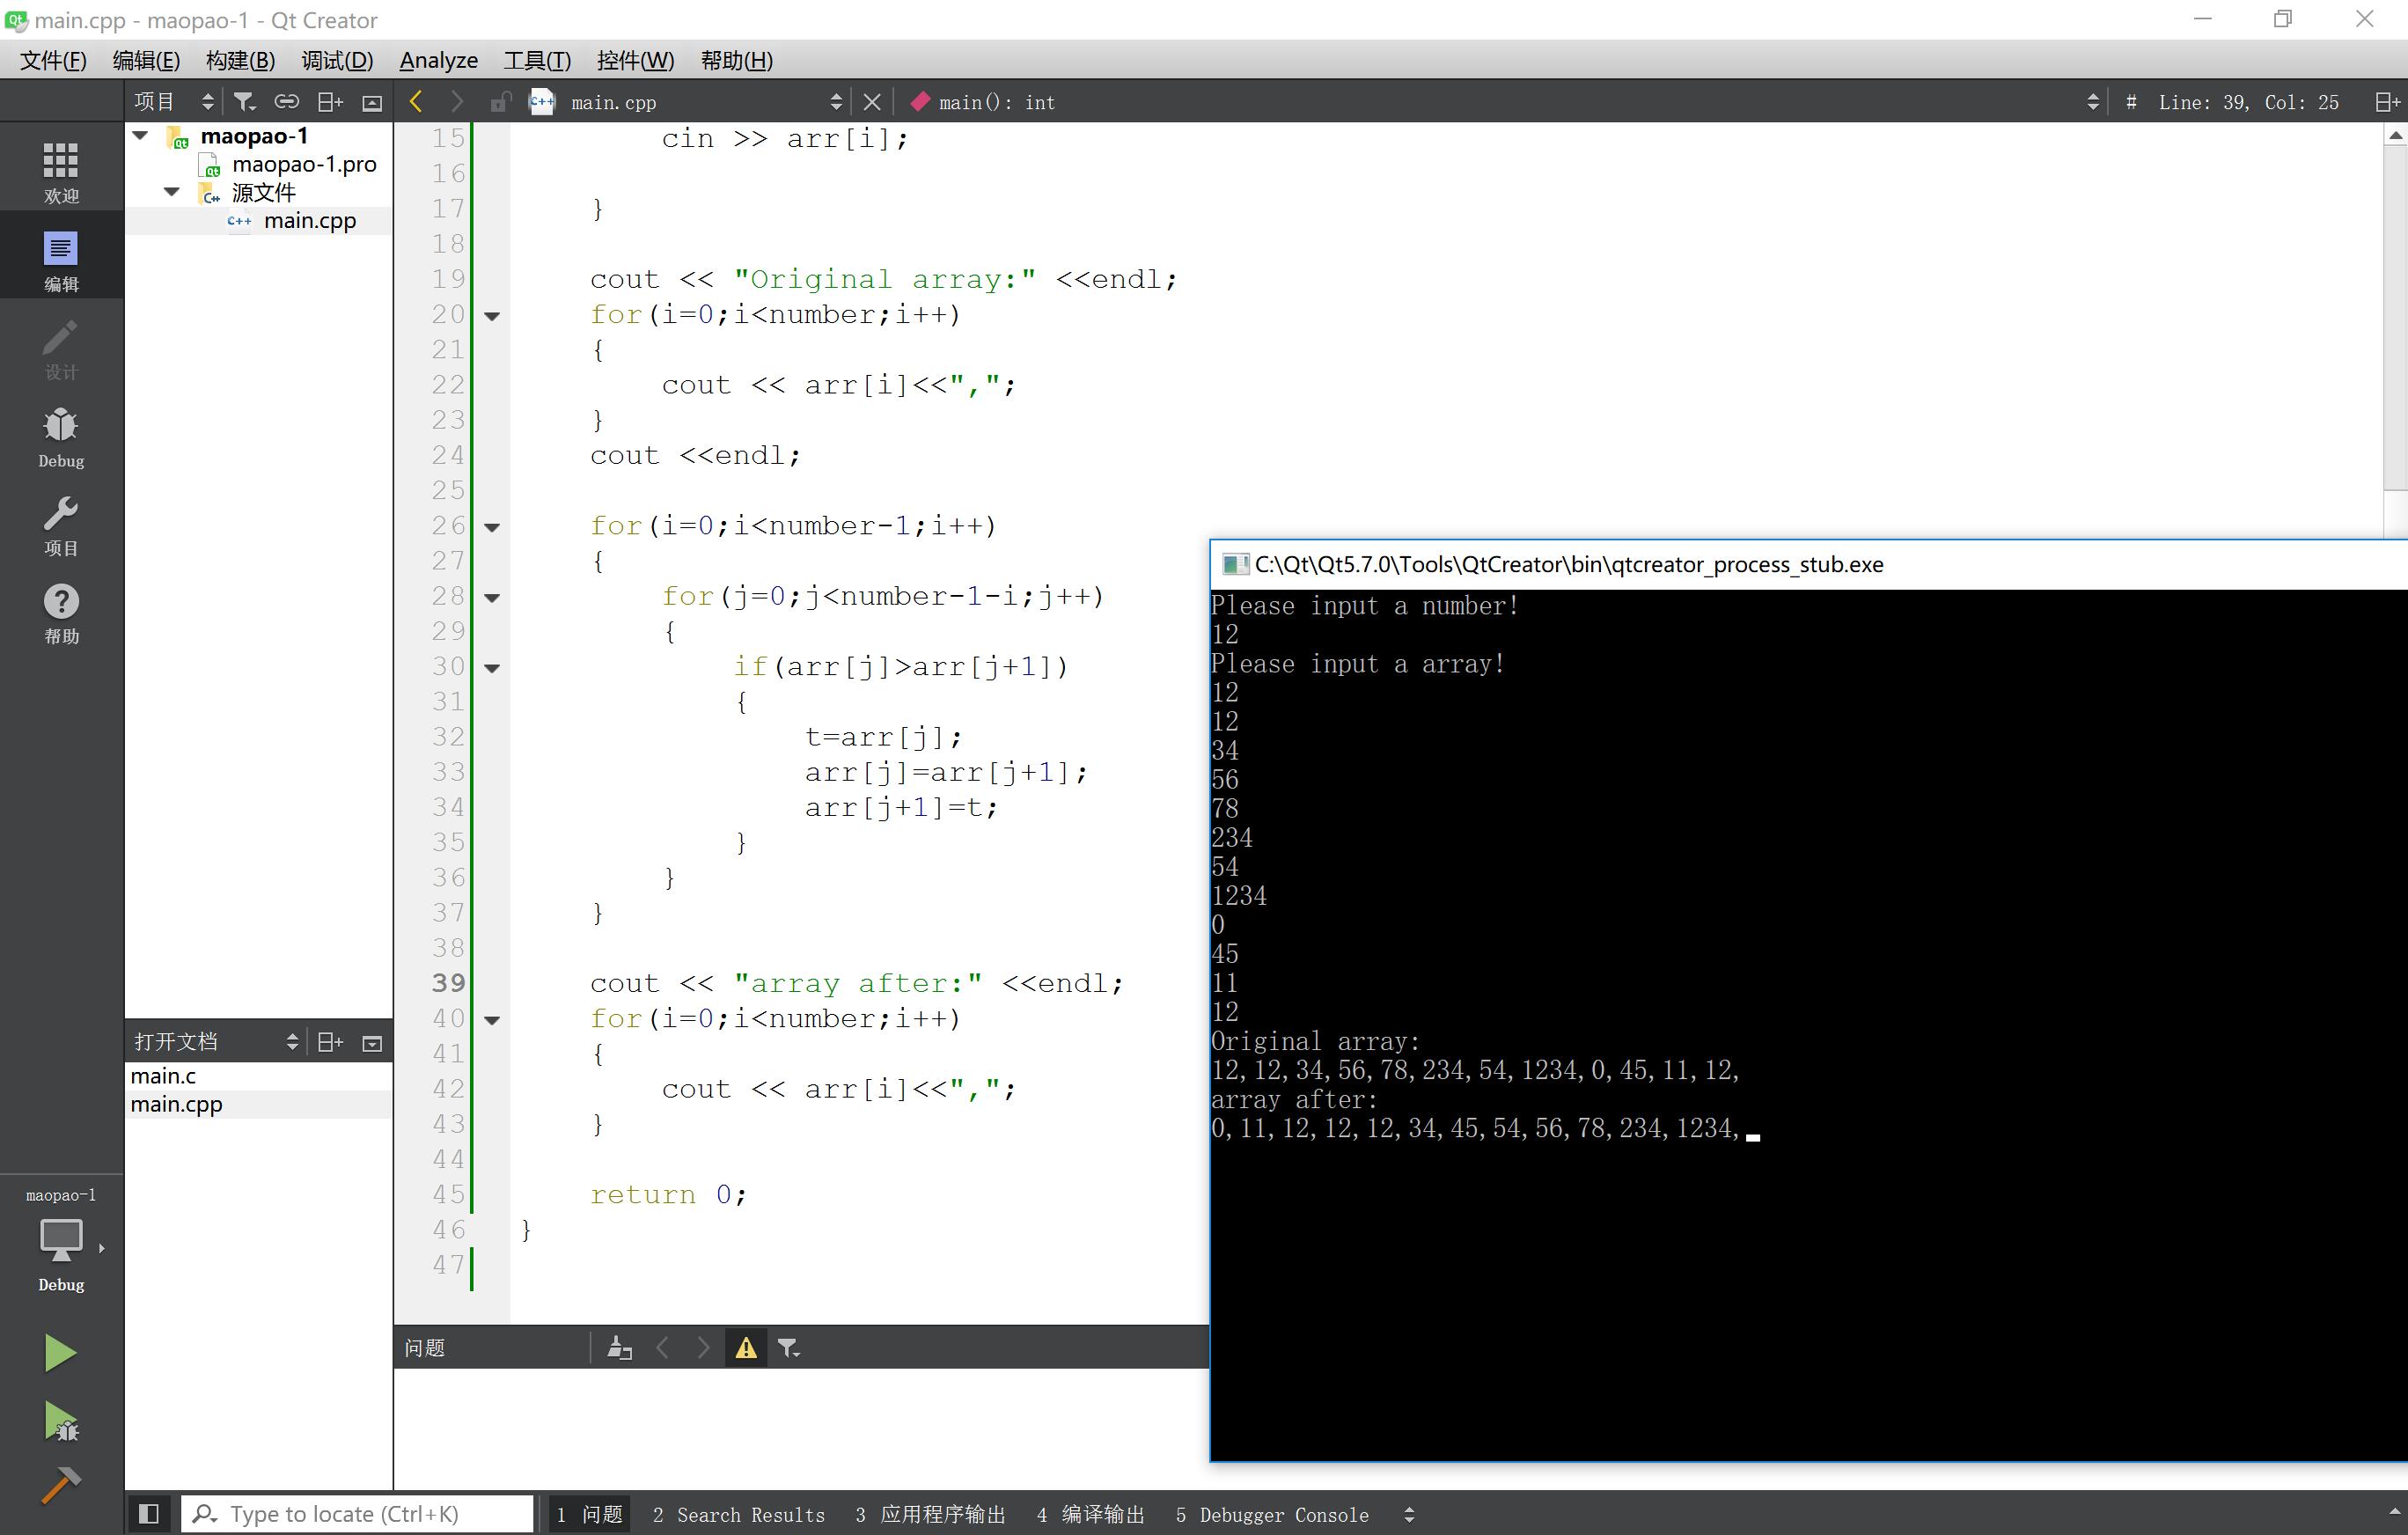 main.cpp - maopao-1 - Qt Creator
文件(F) 编辑(E) 构建(B) 调试(D) Analyze 工具(T) 控件(W) 帮助(H)
项目 main.cpp main(): int # Line: 39, Col: 25
欢迎
编辑
设计
Debug
项目
帮助
maopao-1
maopao-1.pro
源文件
main.cpp
打开文档
main.c
main.cpp
maopao-1
Debug
15 cin >> arr[i];
16
17 }
18
19 cout << "Original array:" <<endl;
20 for(i=0;i<number;i++)
21 {
22 cout << arr[i]<<",";
23 }
24 cout <<endl;
25
26 for(i=0;i<number-1;i++)
27 {
28 for(j=0;j<number-1-i;j++)
29 {
30 if(arr[j]>arr[j+1])
31 {
32 t=arr[j];
33 arr[j]=arr[j+1];
34 arr[j+1]=t;
35 }
36 }
37 }
38
39 cout << "array after:" <<endl;
40 for(i=0;i<number;i++)
41 {
42 cout << arr[i]<<",";
43 }
44
45 return 0;
46 }
47
C:\Qt\Qt5.7.0\Tools\QtCreator\bin\qtcreator_process_stub.exe
Please input a number!
12
Please input a array!
12
12
34
56
78
234
54
1234
0
45
11
12
Original array:
12,12,34,56,78,234,54,1234,0,45,11,12,
array after:
0,11,12,12,12,34,45,54,56,78,234,1234,
问题
Type to locate (Ctrl+K) 1 问题 2 Search Results 3 应用程序输出 4 编译输出 5 Debugger Console